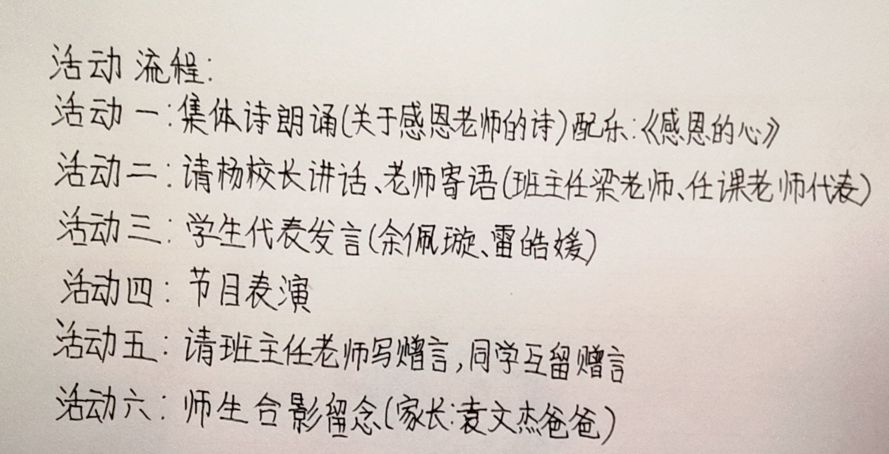 活动流程:
活动一:集体诗朗诵(关于感恩老师的诗)配乐:《感恩的心》
活动二:请杨校长讲话、老师寄语(班主任梁老师、任课老师代表)
活动三:学生代表发言(余佩璇、雷皓媛)
活动四:节目表演
活动五:请班主任老师写赠言,同学互留赠言
活动六:师生合影留念(家长:袁文杰爸爸)